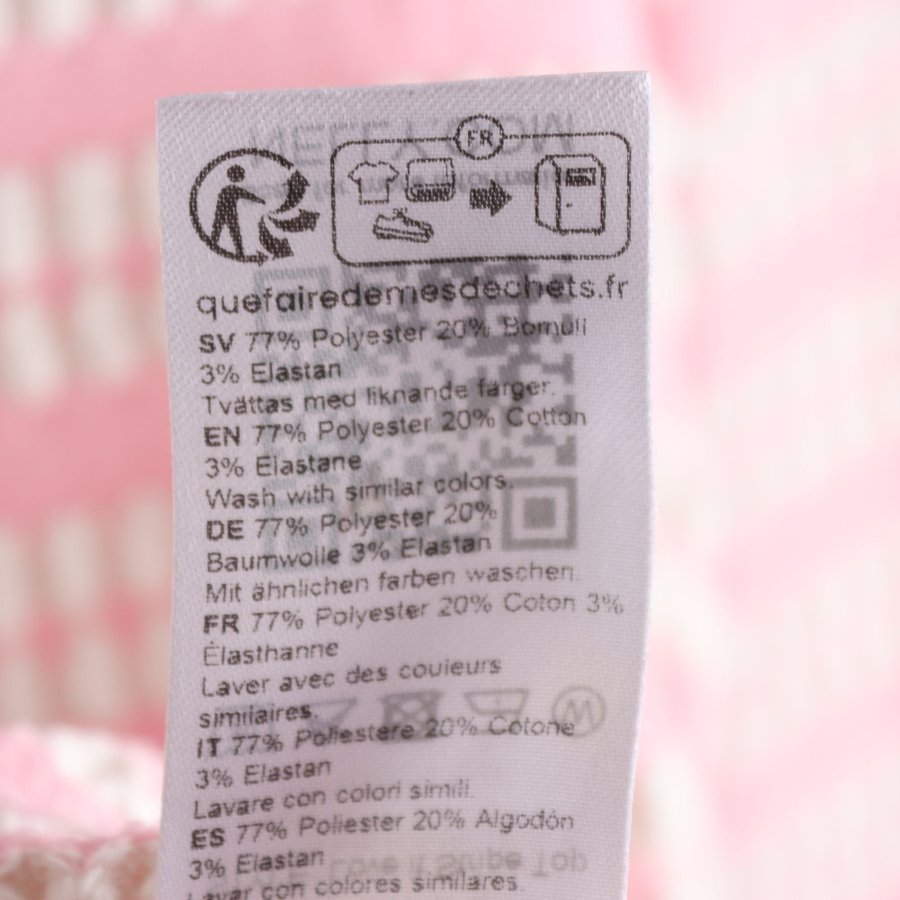 FR
quefairedemesdechets.fr
SV 77% Polyester 20% Bomull
3% Elastan
Tvättas med liknande färger.
EN 77% Polyester 20% Cotton
3% Elastane
Wash with similar colors.
DE 77% Polyester 20%
Baumwolle 3% Elastan
Mit ähnlichen farben waschen.
FR 77% Polyester 20% Coton 3%
Élasthanne
Laver avec des couleurs
similaires.
IT 77% Poliestere 20% Cotone
3% Elastan
Lavare con colori simili.
ES 77% Poliester 20% Algodón
3% Elastan
Lavar con colores similares.